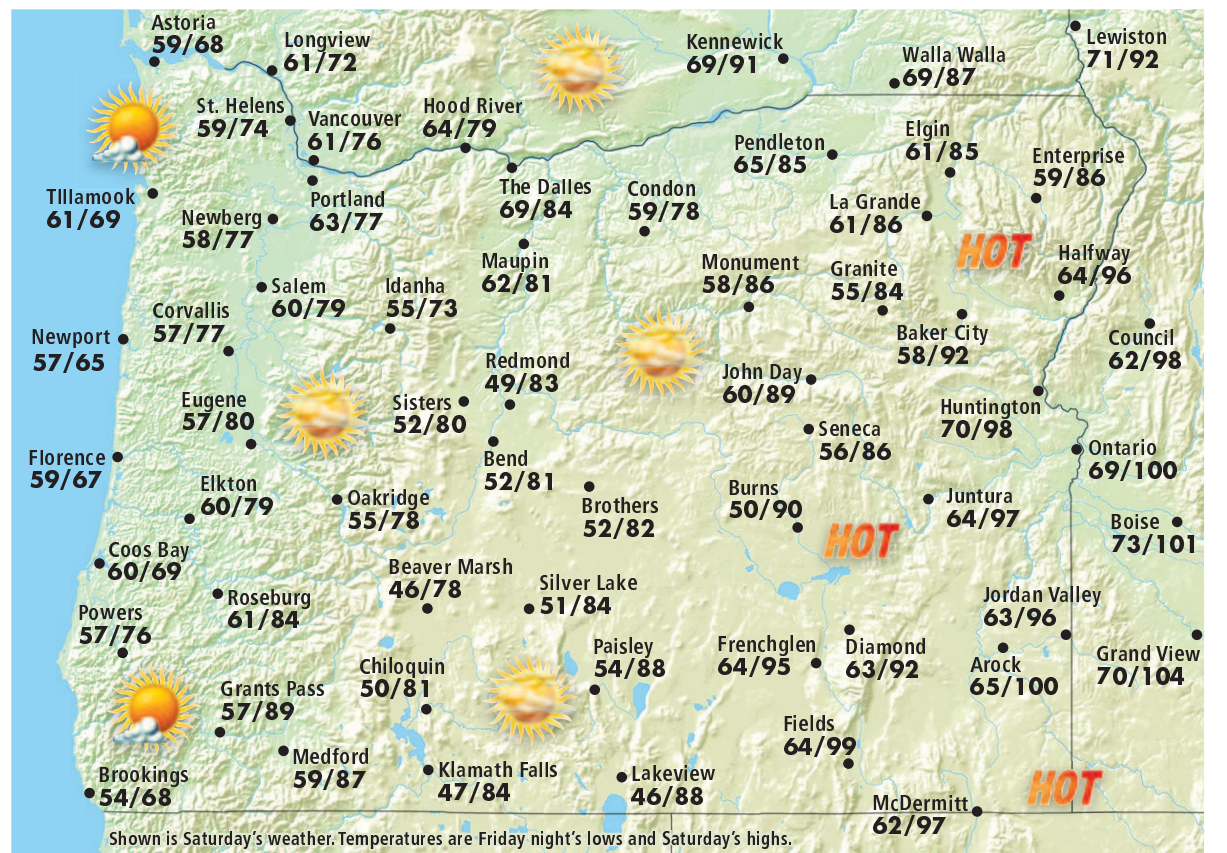 Astoria
59/68
Longview
61/72
Kennewick
69/91
Walla Walla
69/87
Lewiston
71/92
St. Helens
59/74
Vancouver
61/76
Hood River
64/79
Pendleton
65/85
Elgin
61/85
Enterprise
59/86
TIllamook
61/69
Newberg
58/77
Portland
63/77
The Dalles
69/84
Condon
59/78
La Grande
61/86
HOT
Maupin
62/81
Monument
58/86
Granite
55/84
Halfway
64/96
Salem
60/79
Idanha
55/73
Corvallis
57/77
Newport
57/65
Baker City
58/92
Council
62/98
Redmond
49/83
John Day
60/89
Eugene
57/80
Sisters
52/80
Huntington
70/98
Seneca
56/86
Florence
59/67
Bend
52/81
Ontario
69/100
Elkton
60/79
Oakridge
55/78
Brothers
52/82
Burns
50/90
Juntura
64/97
Boise
73/101
HOT
Coos Bay
60/69
Beaver Marsh
46/78
Silver Lake
51/84
Roseburg
61/84
Jordan Valley
63/96
Powers
57/76
Paisley
54/88
Frenchglen
64/95
Diamond
63/92
Arock
65/100
Grand View
70/104
Chiloquin
50/81
Grants Pass
57/89
Fields
64/99
Medford
59/87
Klamath Falls
47/84
Lakeview
46/88
Brookings
54/68
HOT
McDermitt
62/97
Shown is Saturday's weather. Temperatures are Friday night's lows and Saturday's highs.